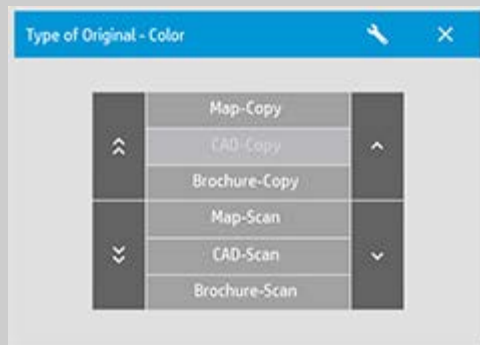 Type of Original - Color
Map-Copy
CAD-Copy
Brochure-Copy
Map-Scan
CAD-Scan
Brochure-Scan